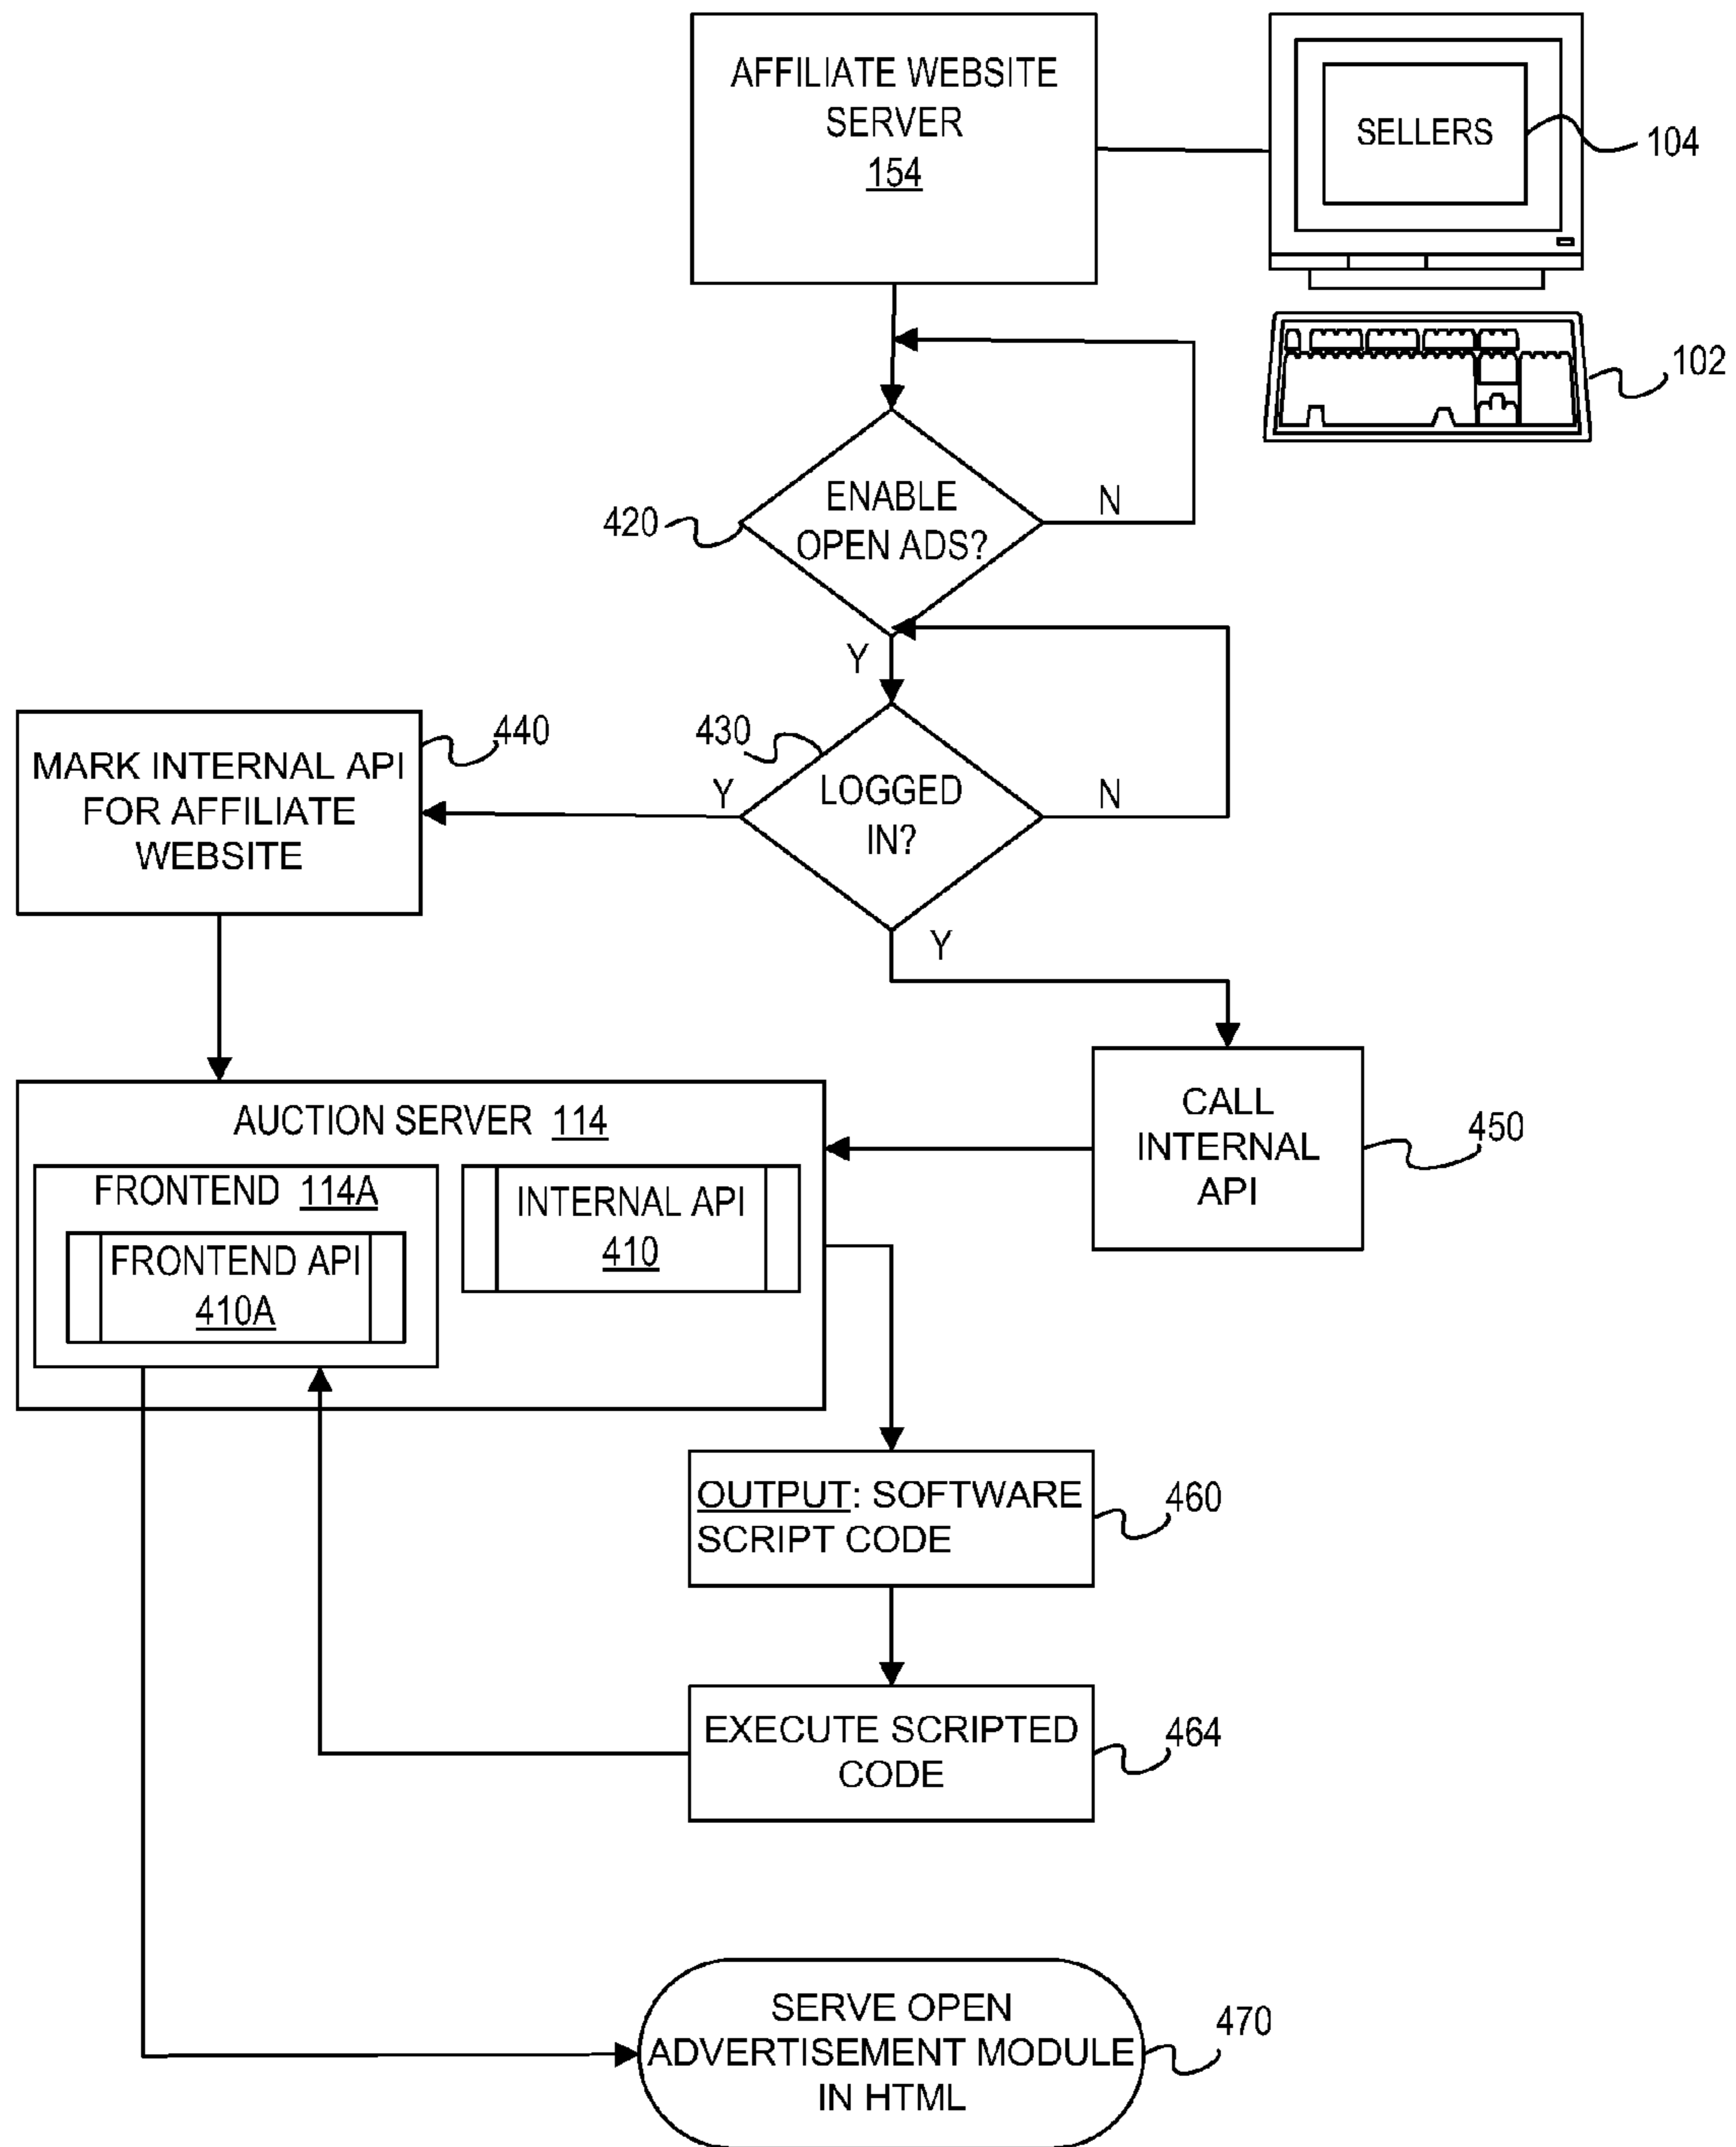 AFFILIATE WEBSITE
SERVER
154
SELLERS
104
102
ENABLE
OPEN ADS?
420
N
Y
440
MARK INTERNAL API
FOR AFFILIATE
WEBSITE
430
LOGGED
IN?
Y
N
Y
AUCTION SERVER 114
FRONTEND 114A
FRONTEND API
410A
INTERNAL API
410
CALL
INTERNAL
API
450
OUTPUT: SOFTWARE
SCRIPT CODE
460
EXECUTE SCRIPTED
CODE
464
SERVE OPEN
ADVERTISEMENT MODULE
IN HTML
470